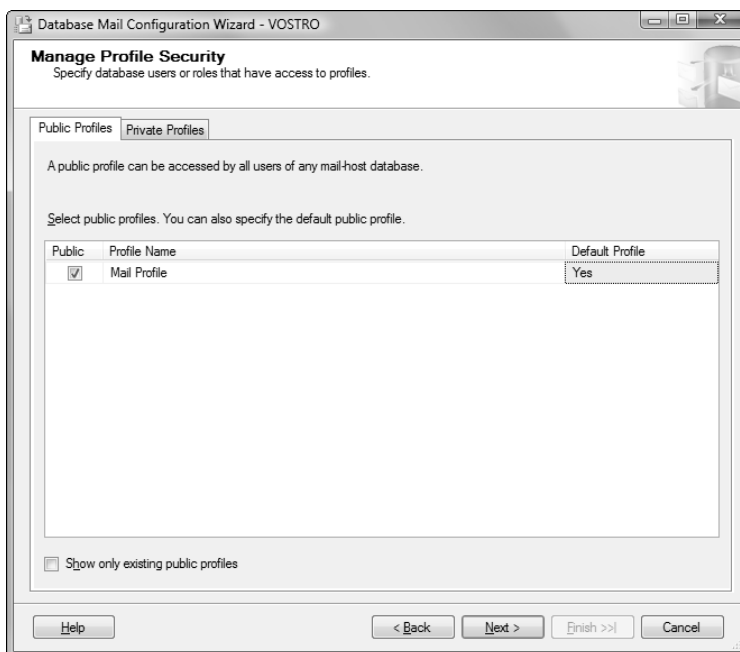 Database Mail Configuration Wizard - VOSTRO
Manage Profile Security
Specify database users or roles that have access to profiles.
Public Profiles Private Profiles
A public profile can be accessed by all users of any mail-host database.
Select public profiles. You can also specify the default public profile.
Public Profile Name Default Profile
Mail Profile Yes
Show only existing public profiles
Help < Back Next > Finish >>| Cancel